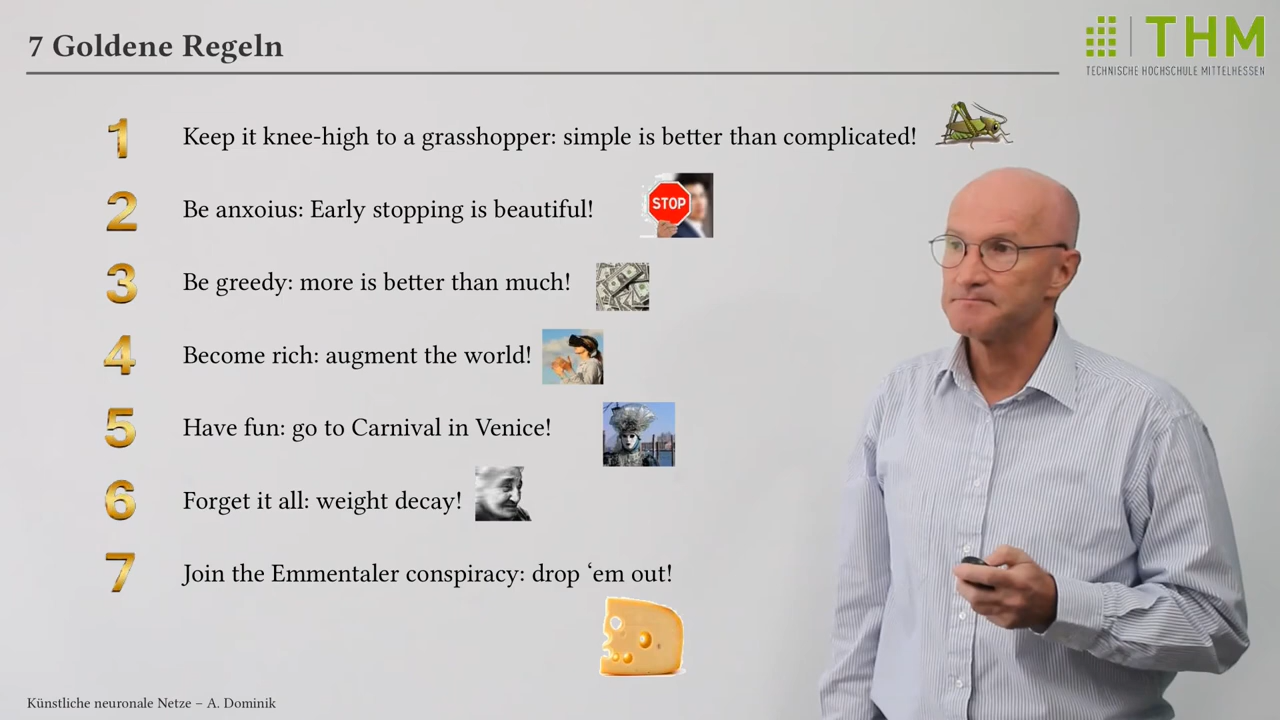 7 Goldene Regeln
THM
TECHNISCHE HOCHSCHULE MITTELHESSEN
1 Keep it knee-high to a grasshopper: simple is better than complicated!
2 Be anxoius: Early stopping is beautiful!
STOP
3 Be greedy: more is better than much!
4 Become rich: augment the world!
5 Have fun: go to Carnival in Venice!
6 Forget it all: weight decay!
7 Join the Emmentaler conspiracy: drop ‘em out!
Künstliche neuronale Netze – A. Dominik